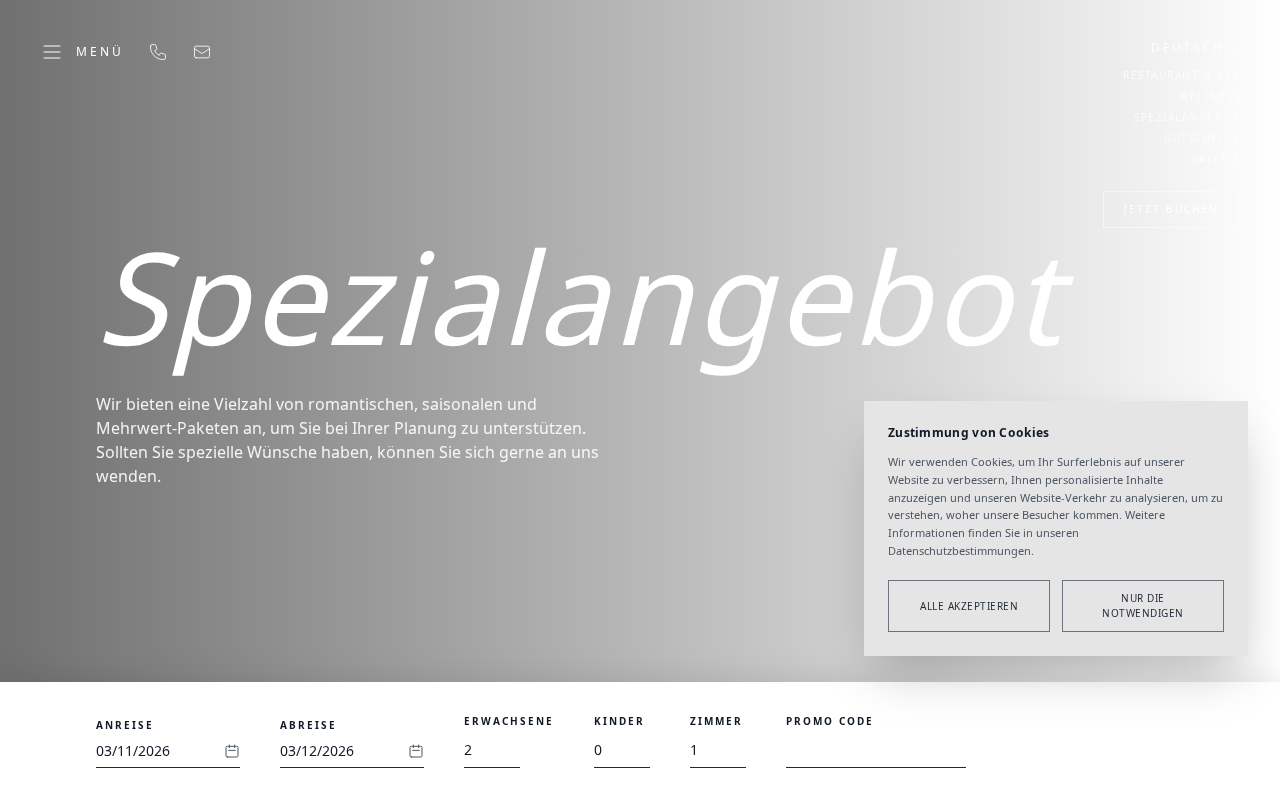 MENÜ
DEUTSCH
RESTAURANT & BAR
WELLNESS
SPEZIALANGEBOT
GUTSCHEINE
GALERIE
JETZT BUCHEN
Spezialangebot
Wir bieten eine Vielzahl von romantischen, saisonalen und
Mehrwert-Paketen an, um Sie bei Ihrer Planung zu unterstützen.
Sollten Sie spezielle Wünsche haben, können Sie sich gerne an uns
wenden.
Zustimmung von Cookies
Wir verwenden Cookies, um Ihr Surferlebnis auf unserer
Website zu verbessern, Ihnen personalisierte Inhalte
anzuzeigen und unseren Website-Verkehr zu analysieren, um zu
verstehen, woher unsere Besucher kommen. Weitere
Informationen finden Sie in unseren
Datenschutzbestimmungen.
ALLE AKZEPTIEREN
NUR DIE
NOTWENDIGEN
ANREISE
03/11/2026
ABREISE
03/12/2026
ERWACHSENE
2
KINDER
0
ZIMMER
1
PROMO CODE